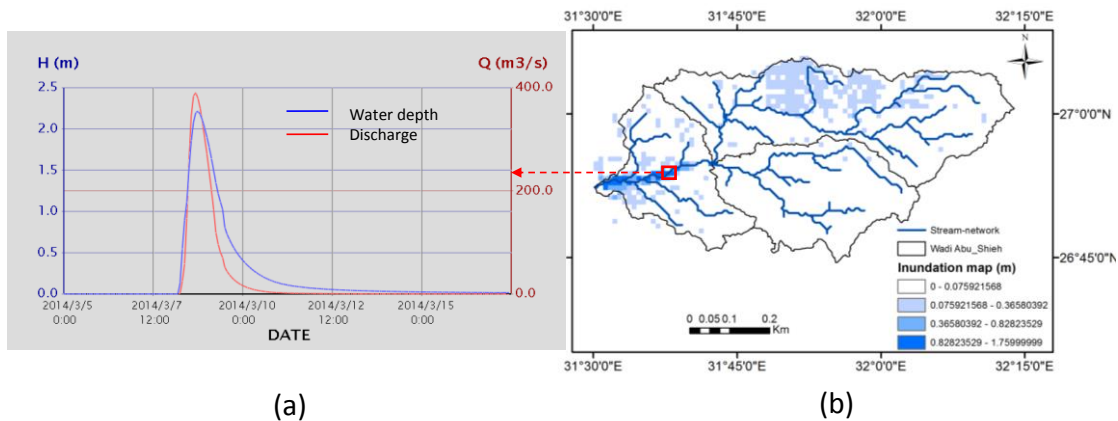 H (m)
Q (m3/s)
2.5
2.0
1.5
1.0
0.5
0.0
400.0
200.0
0.0
Water depth
Discharge
2014/3/5
0:00
2014/3/7
12:00
2014/3/10
0:00
2014/3/12
12:00
2014/3/15
0:00
DATE
(a)
31°30'0"E
31°45'0"E
32°0'0"E
32°15'0"E
N
27°0'0"N
26°45'0"N
Stream-network
Wadi Abu_Shieh
Inundation map (m)
0 - 0.075921568
0.075921568 - 0.36580392
0.36580392 - 0.82823529
0.82823529 - 1.75999999
0 0.05 0.1 0.2
Km
31°30'0"E
31°45'0"E
32°0'0"E
32°15'0"E
(b)